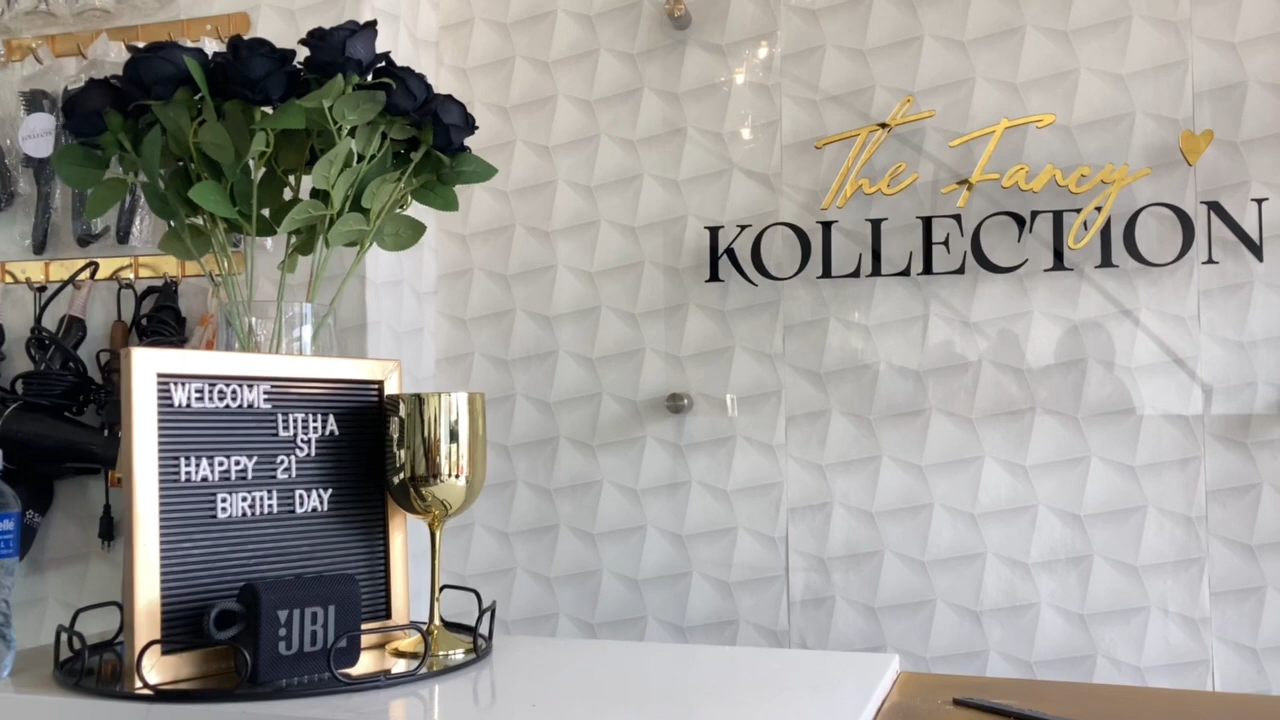 The Fancy
KOLLECTION
WELCOME
LITHA
ST
HAPPY 21
BIRTH DAY
JBL